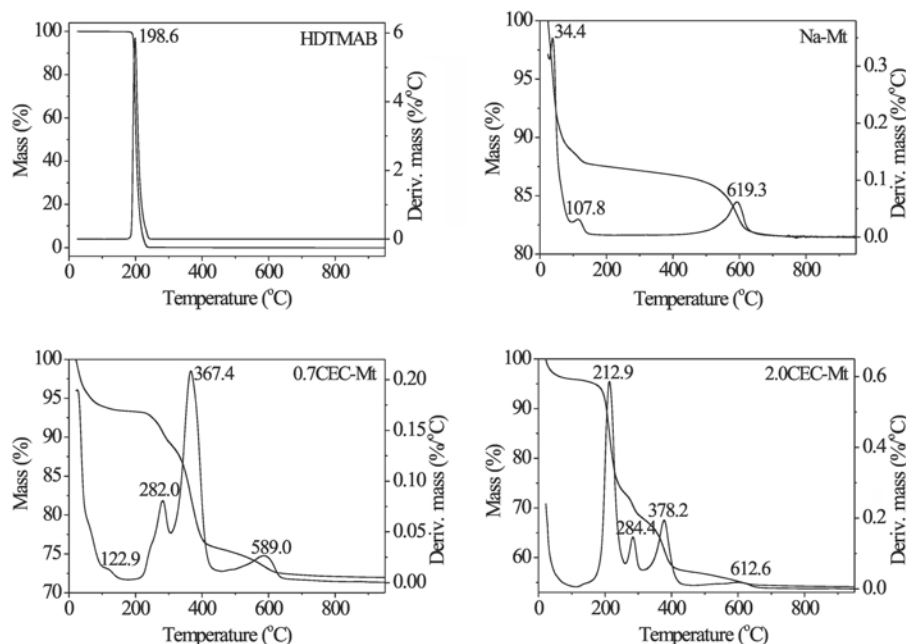 HDTMAB
198.6
100
80
60
40
20
0
Mass (%)
6
4
2
0
Deriv. mass (%/°C)
0 200 400 600 800
Temperature (°C)
Na-Mt
34.4
107.8
619.3
100
95
90
85
80
Mass (%)
0.3
0.2
0.1
0.0
Deriv. mass (%/°C)
0 200 400 600 800
Temperature (°C)
0.7CEC-Mt
367.4
282.0
122.9
589.0
100
95
90
85
80
75
70
Mass (%)
0.20
0.15
0.10
0.05
0.00
Deriv. mass (%/°C)
0 200 400 600 800
Temperature (°C)
2.0CEC-Mt
212.9
284.4
378.2
612.6
100
90
80
70
60
Mass (%)
0.6
0.4
0.2
0.0
Deriv. mass (%/°C)
0 200 400 600 800
Temperature (°C)